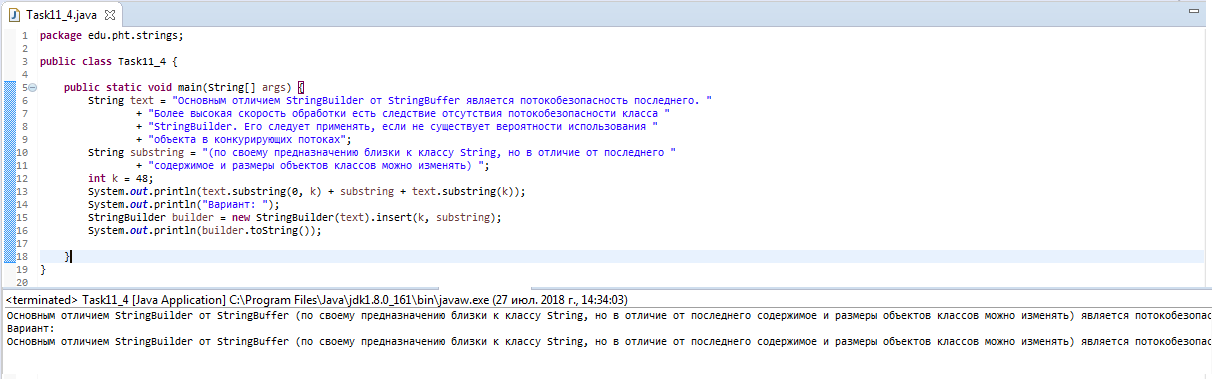 Task11_4.java
1 package edu.pht.strings;
2
3 public class Task11_4 {
4
5 public static void main(String[] args) {
6 String text = "Основным отличием StringBuilder от StringBuffer является потокобезопасность последнего. "
7 + "Более высокая скорость обработки есть следствие отсутствия потокобезопасности класса "
8 + "StringBuilder. Его следует применять, если не существует вероятности использования "
9 + "объекта в конкурирующих потоках";
10 String substring = "(по своему предназначению близки к классу String, но в отличие от последнего "
11 + "содержимое и размеры объектов классов можно изменять) ";
12 int k = 48;
13 System.out.println(text.substring(0, k) + substring + text.substring(k));
14 System.out.println("Вариант: ");
15 StringBuilder builder = new StringBuilder(text).insert(k, substring);
16 System.out.println(builder.toString());
17
18 }
19 }
20
<terminated> Task11_4 [Java Application] C:\Program Files\Java\jdk1.8.0_161\bin\javaw.exe (27 июл. 2018 г., 14:34:03)
Основным отличием StringBuilder от StringBuffer (по своему предназначению близки к классу String, но в отличие от последнего содержимое и размеры объектов классов можно изменять) является потокобезопас
Вариант:
Основным отличием StringBuilder от StringBuffer (по своему предназначению близки к классу String, но в отличие от последнего содержимое и размеры объектов классов можно изменять) является потокобезопас